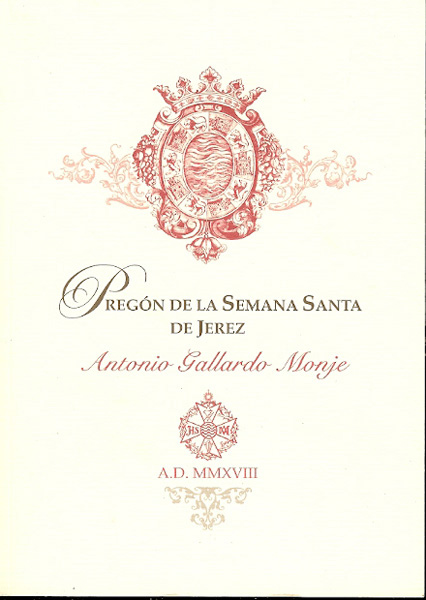 PREGÓN DE LA SEMANA SANTA
DE JEREZ
Antonio Gallardo Monje
A.D. MMXVIII